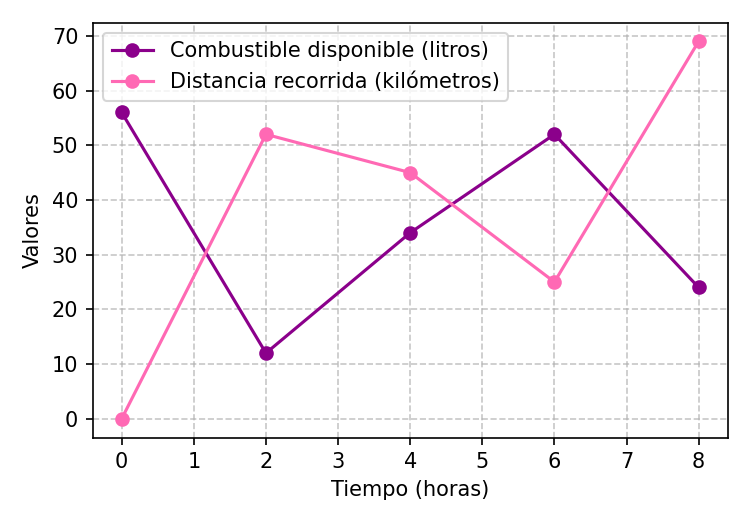 Combustible disponible (litros)
Distancia recorrida (kilómetros)
70
60
50
40
30
20
10
0
Valores
0 1 2 3 4 5 6 7 8
Tiempo (horas)